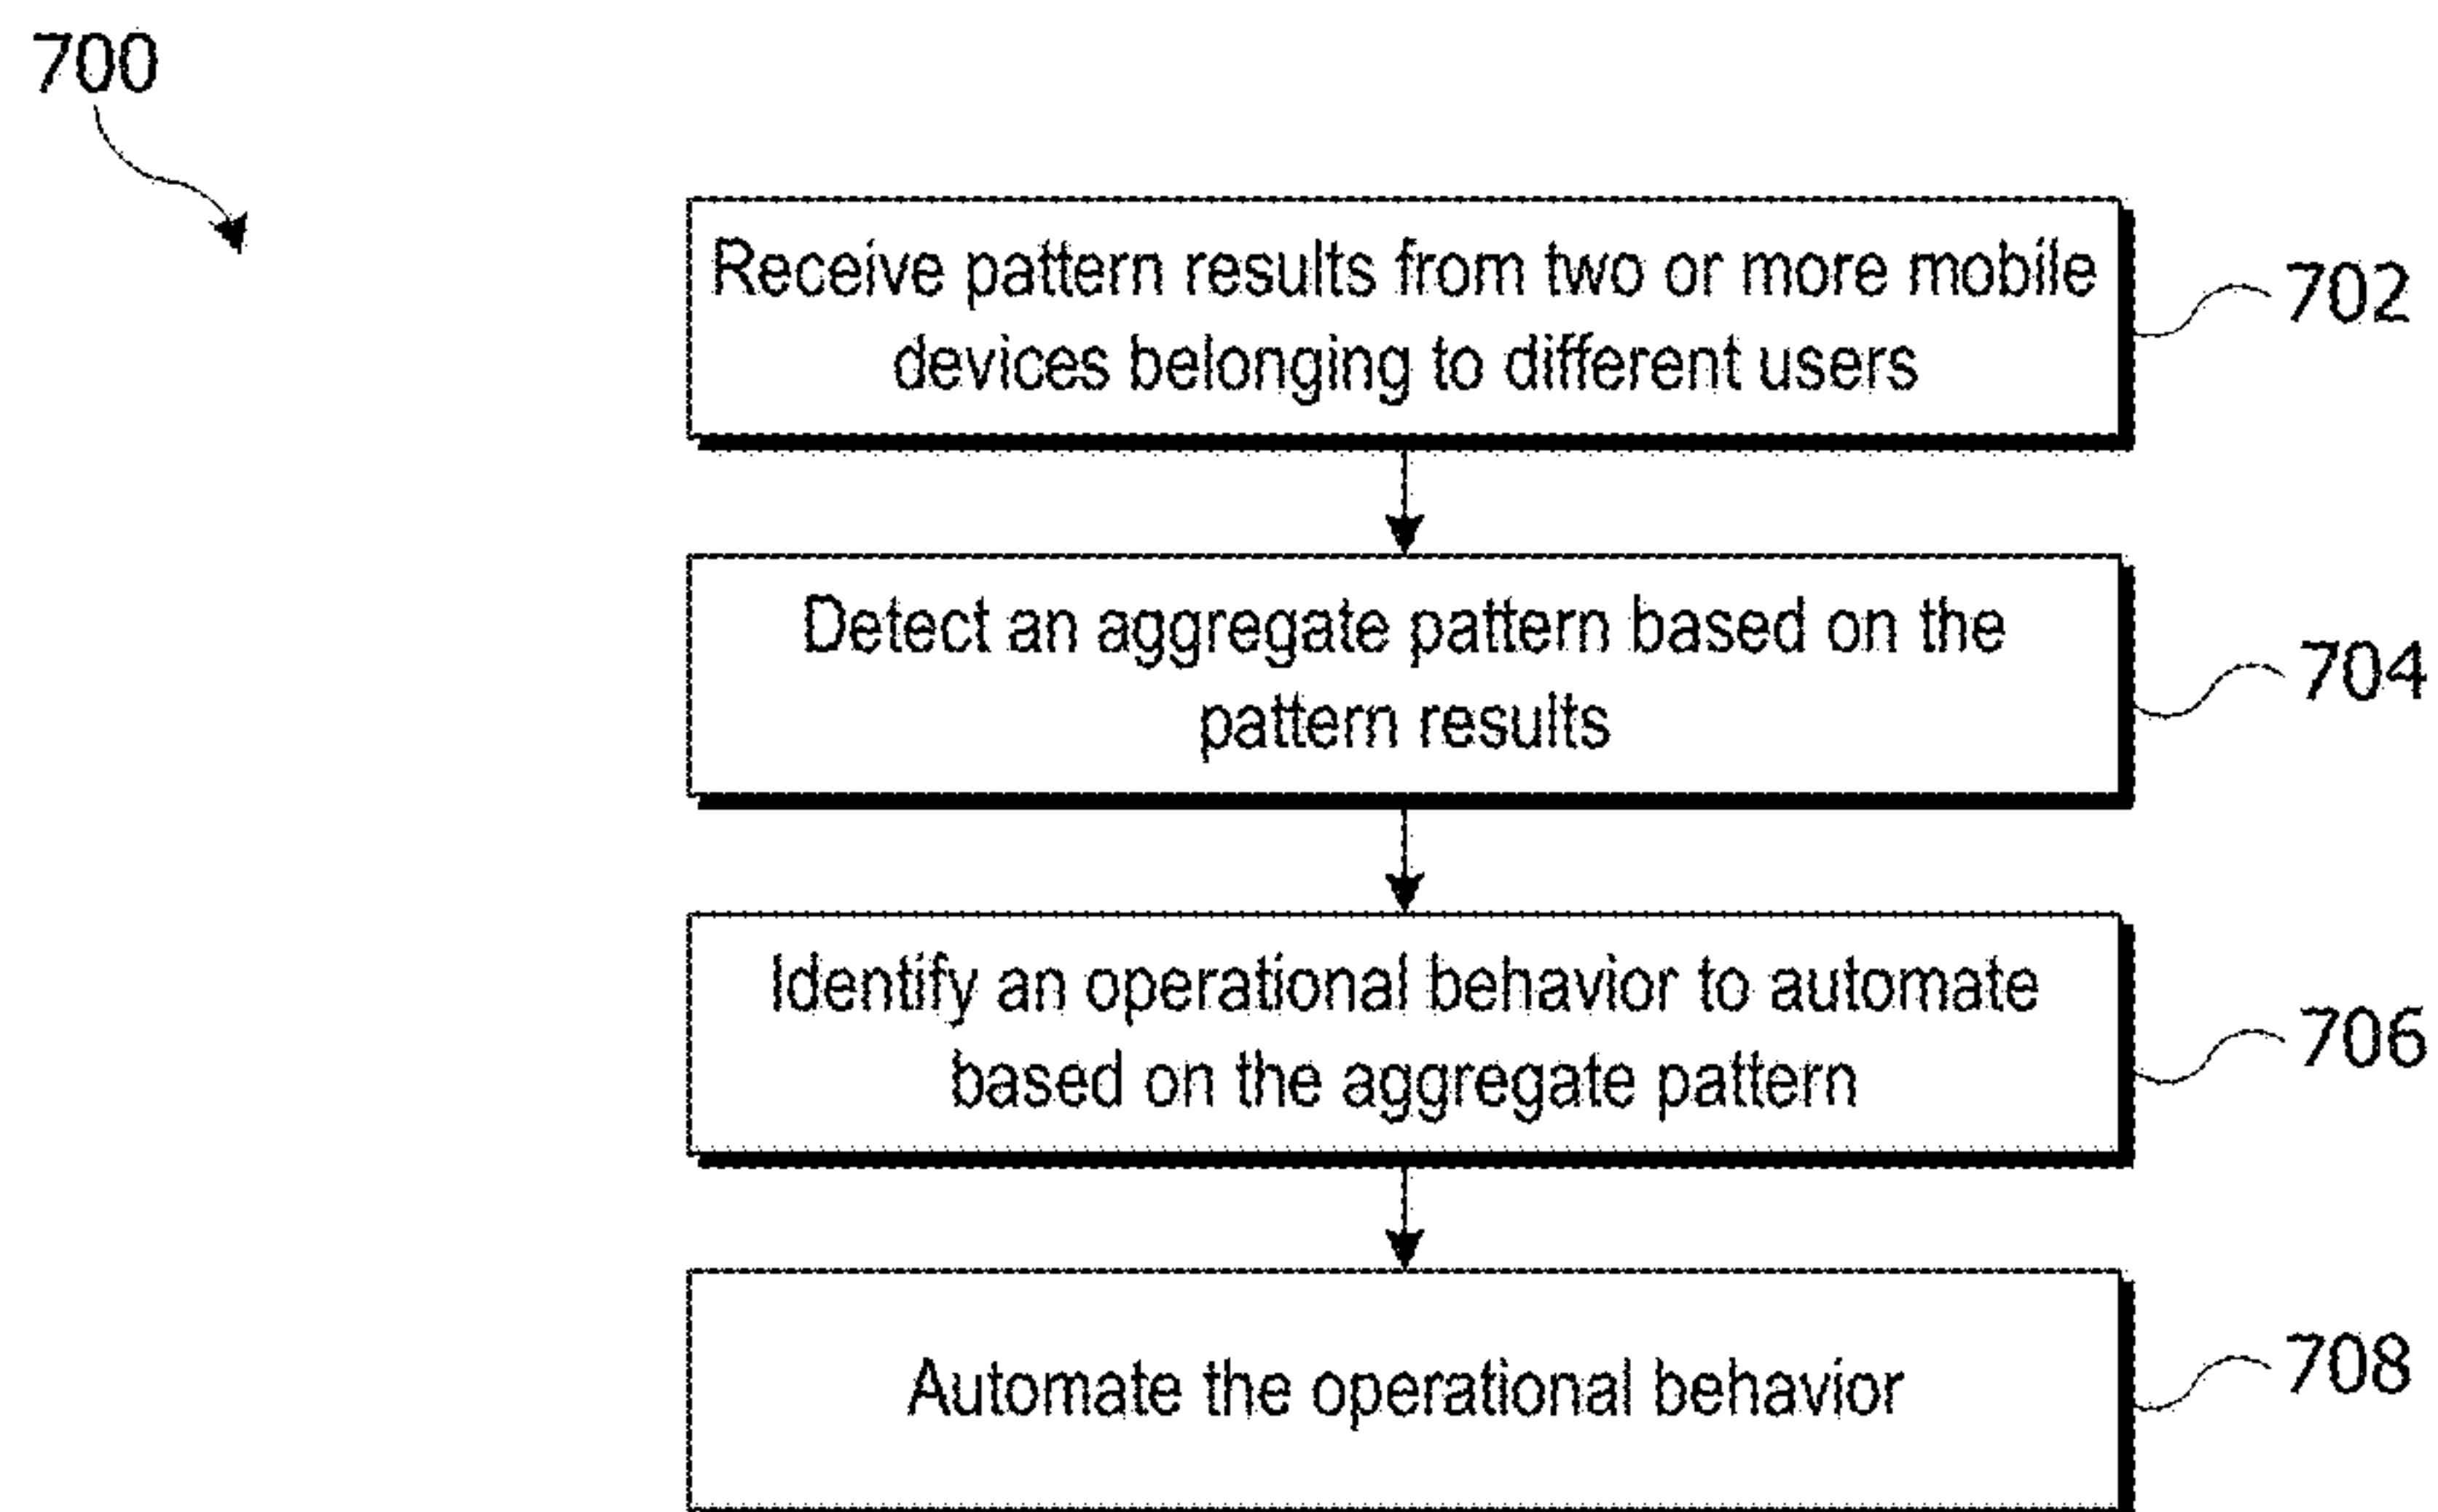 700
Receive pattern results from two or more mobile
devices belonging to different users
702
Detect an aggregate pattern based on the
pattern results
704
Identify an operational behavior to automate
based on the aggregate pattern
706
Automate the operational behavior
708